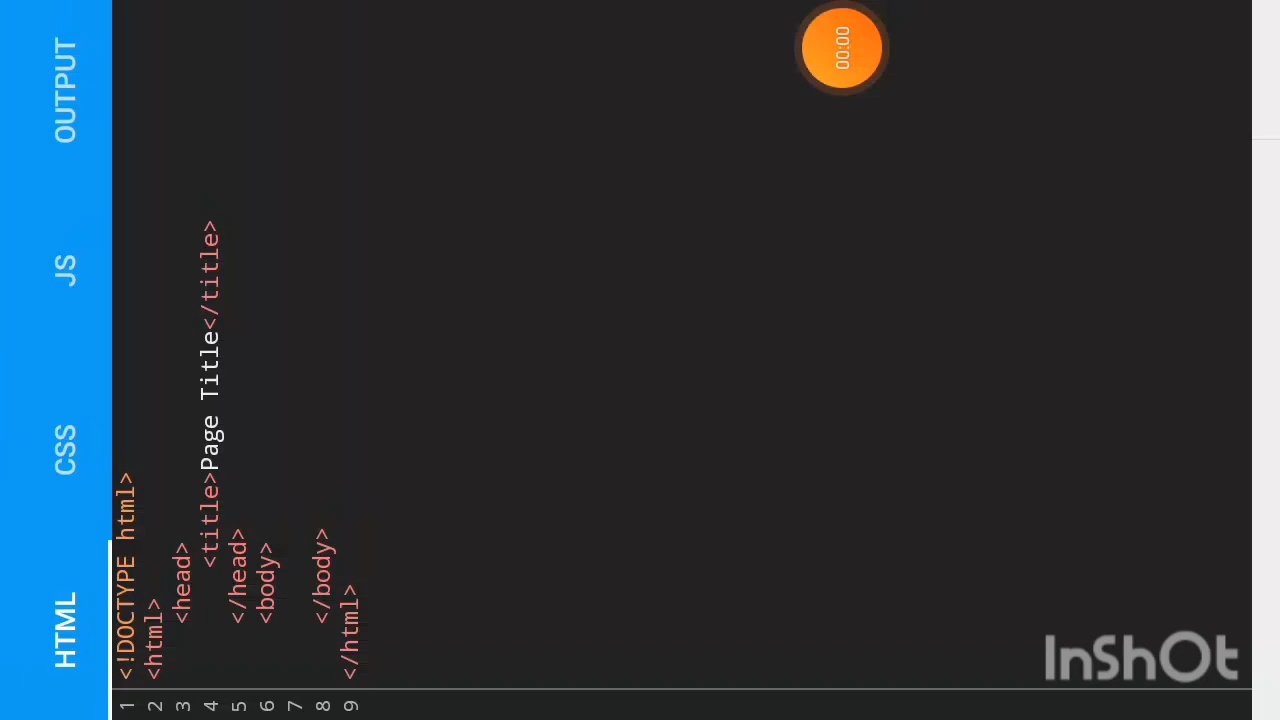 HTML CSS JS OUTPUT
1 <!DOCTYPE html>
2 <html>
3 <head>
4 <title>Page Title</title>
5 </head>
6 <body>
7
8 </body>
9 </html>
00:00
InShOt